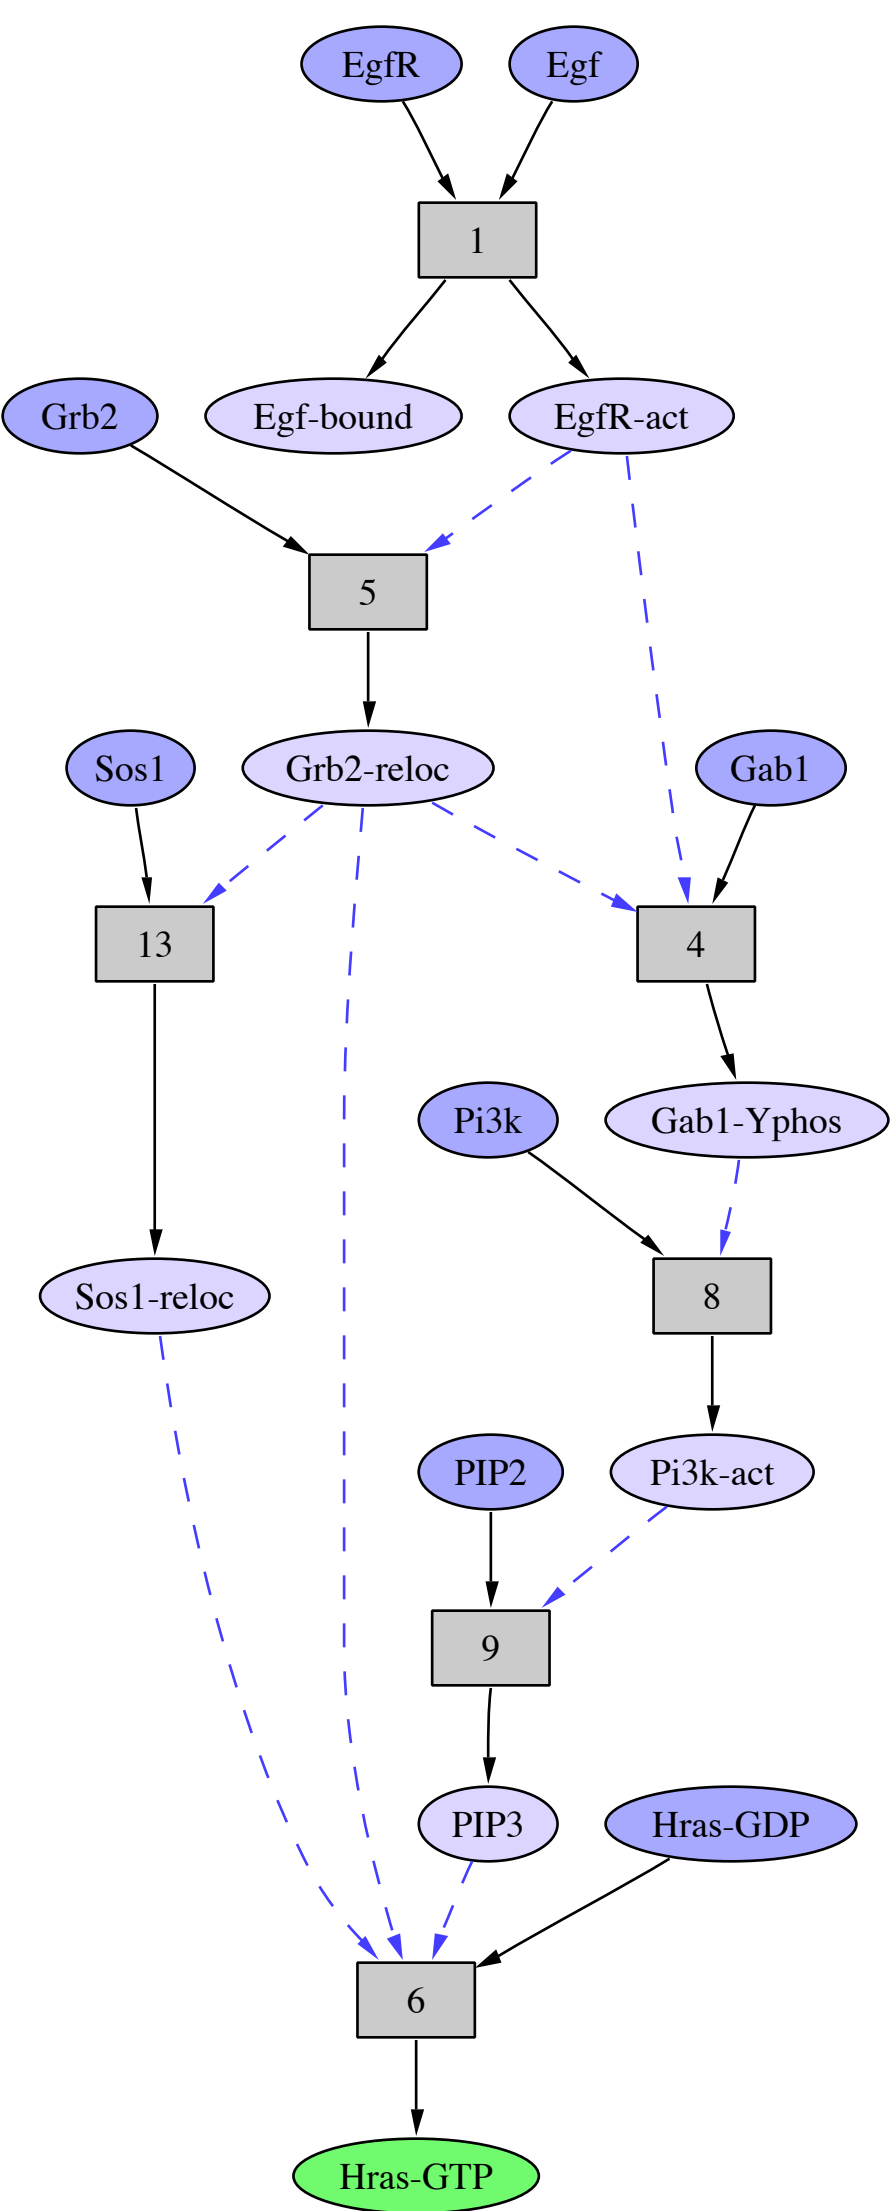 EgfR
Egf
1
Grb2
Egf-bound
EgfR-act
5
Sos1
Grb2-reloc
Gab1
13
4
Pi3k
Gab1-Yphos
Sos1-reloc
8
PIP2
Pi3k-act
9
PIP3
Hras-GDP
6
Hras-GTP